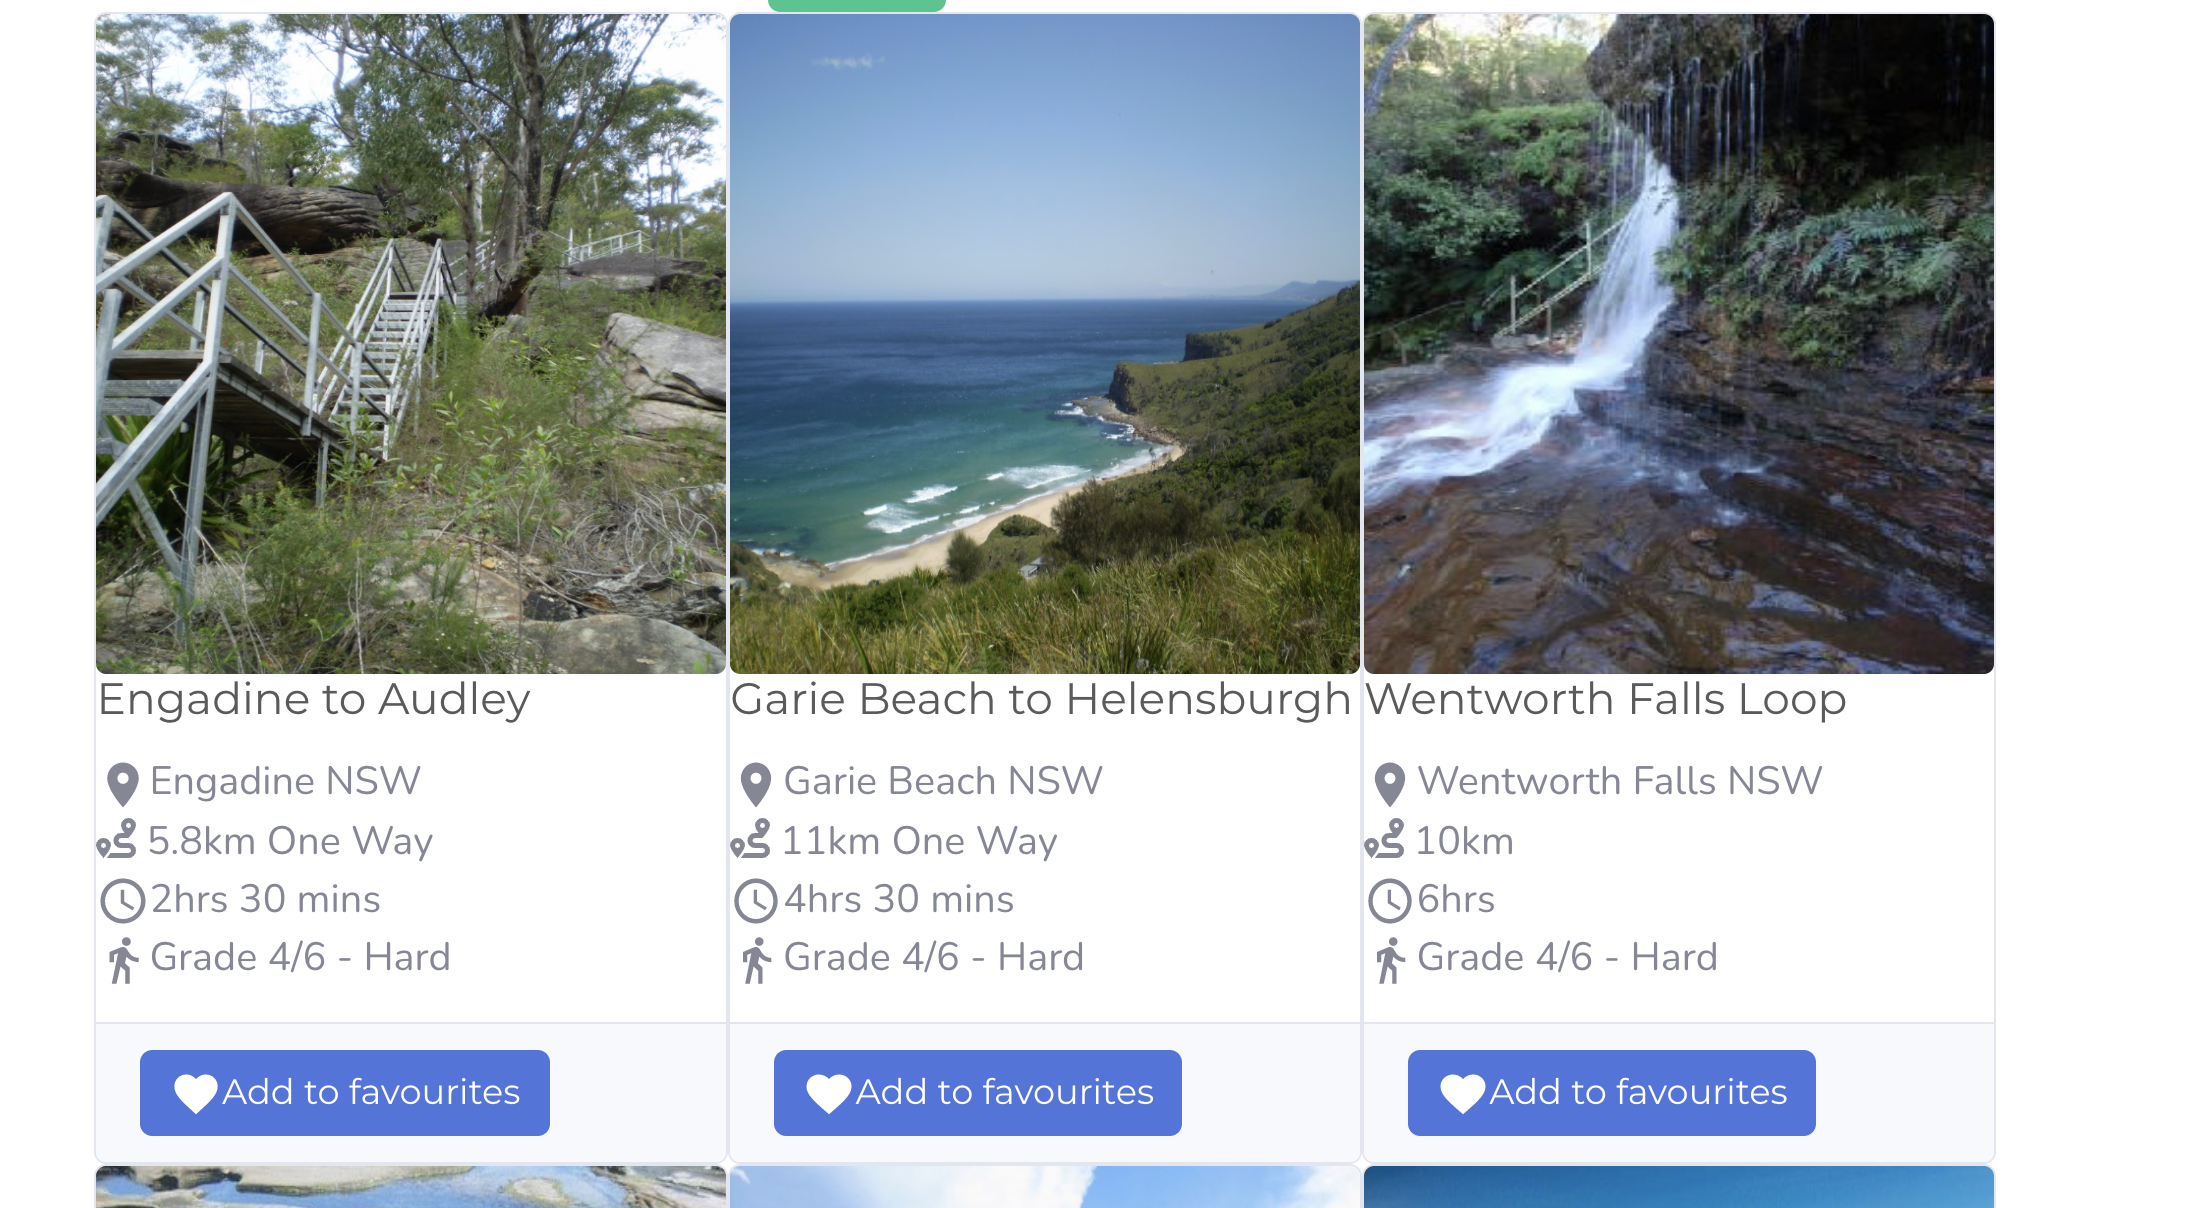 Engadine to Audley
Engadine NSW
5.8km One Way
2hrs 30 mins
Grade 4/6 - Hard
Add to favourites
Garie Beach to Helensburgh
Garie Beach NSW
11km One Way
4hrs 30 mins
Grade 4/6 - Hard
Add to favourites
Wentworth Falls Loop
Wentworth Falls NSW
10km
6hrs
Grade 4/6 - Hard
Add to favourites